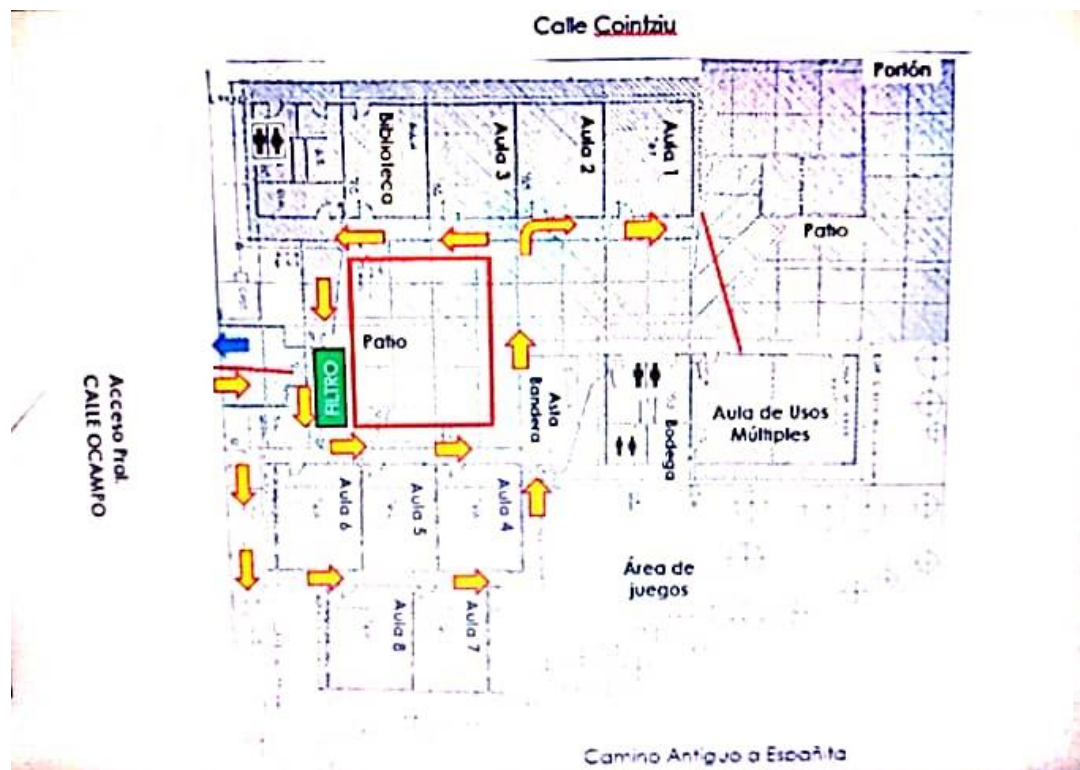 Calle Cointziu
Portón
Biblioteca
Aula 3
Aula 2
Aula 1
Patio
Patio
FILTRO
Asta
Bandera
Bodega
Aula de Usos
Múltiples
Acceso Pral.
CALLE OCAMPO
Aula 6
Aula 5
Aula 4
Área de
juegos
Aula 8
Aula 7
Camino Antiguo a Españita